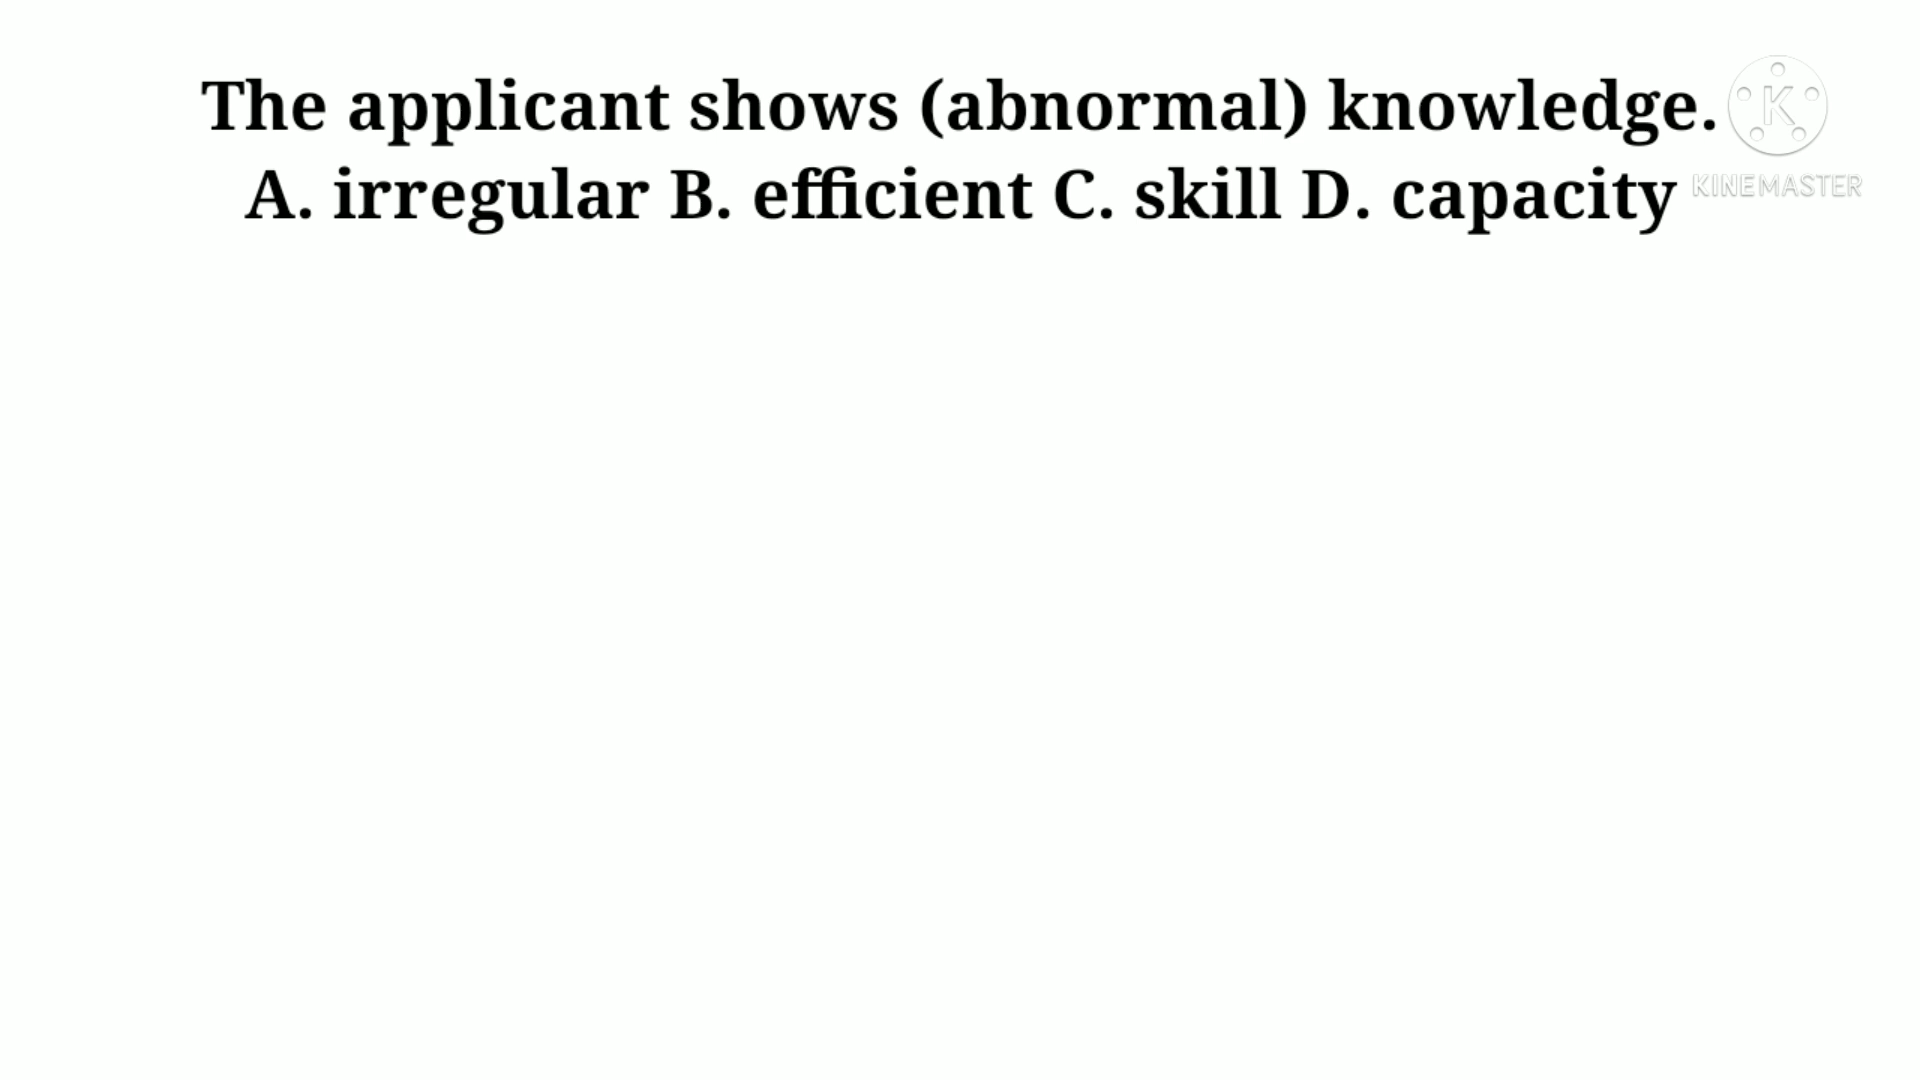 The applicant shows (abnormal) knowledge.
A. irregular B. efficient C. skill D. capacity
K
KINEMASTER